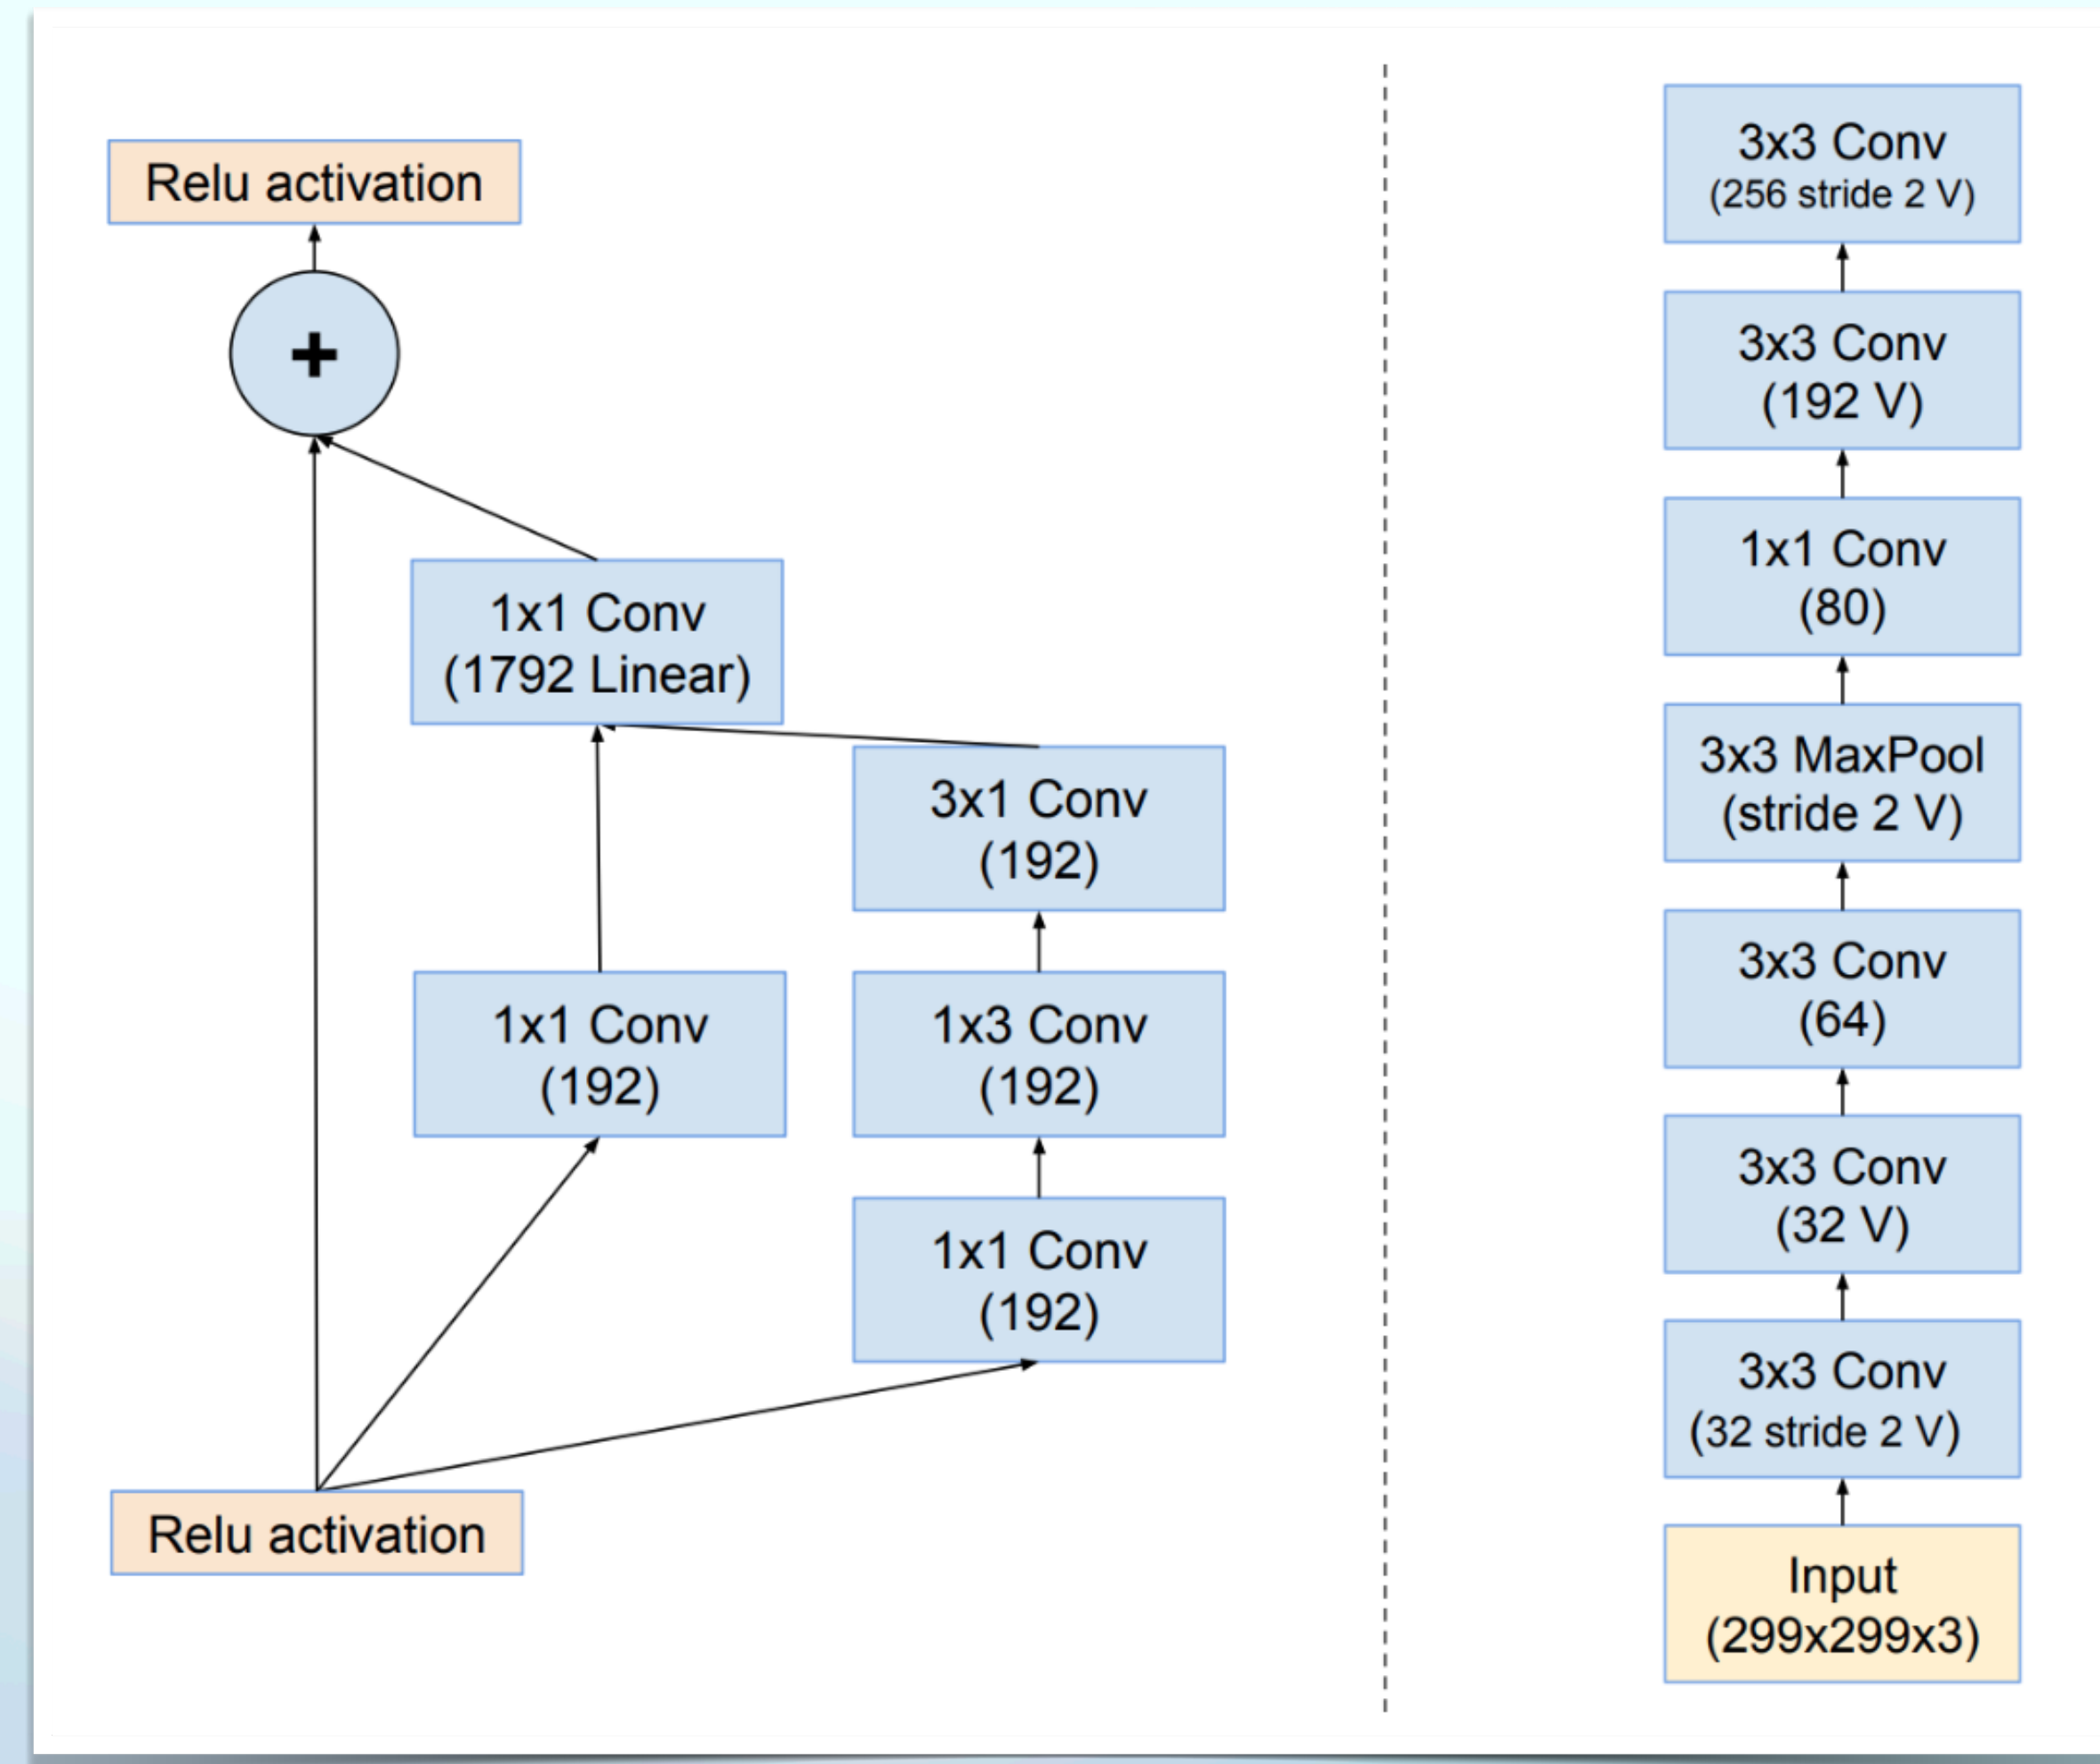 Relu activation
+
1x1 Conv
(1792 Linear)
3x1 Conv
(192)
1x1 Conv
(192)
1x3 Conv
(192)
1x1 Conv
(192)
Relu activation
3x3 Conv
(256 stride 2 V)
3x3 Conv
(192 V)
1x1 Conv
(80)
3x3 MaxPool
(stride 2 V)
3x3 Conv
(64)
3x3 Conv
(32 V)
3x3 Conv
(32 stride 2 V)
Input
(299x299x3)